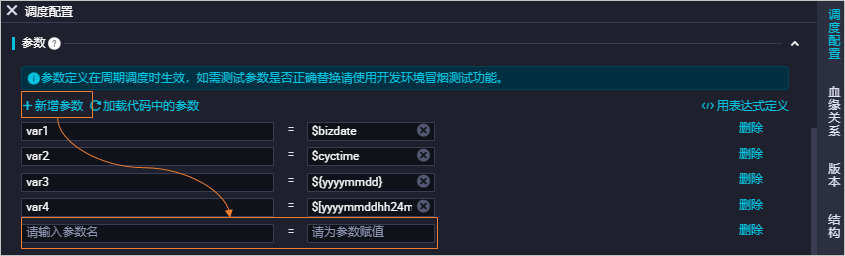 调度配置
参数
参数定义在周期调度时生效，如需测试参数是否正确替换请使用开发环境冒烟测试功能。
+新增参数 加载代码中的参数 </> 用表达式定义
var1 = $bizdate 删除
var2 = $cyctime 删除
var3 = ${yyyymmdd} 删除
var4 = $[yyyymmddhh24m 删除
请输入参数名 = 请为参数赋值 删除
调度配置
血缘关系
版本
结构